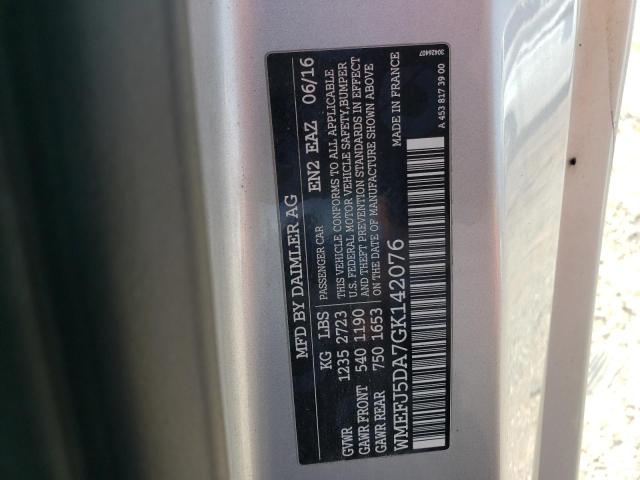 30426407
MFD BY DAIMLER AG EN2 EAZ 06/16
KG LBS PASSENGER CAR
GVWR 1235 2723
GAWR FRONT 540 1190
GAWR REAR 750 1653
THIS VEHICLE CONFORMS TO ALL APPLICABLE
U.S. FEDERAL MOTOR VEHICLE SAFETY,BUMPER
AND THEFT PREVENTION STANDARDS IN EFFECT
ON THE DATE OF MANUFACTURE SHOWN ABOVE
WMEFJ5DA7GK142076 MADE IN FRANCE
A 453 817 39 00